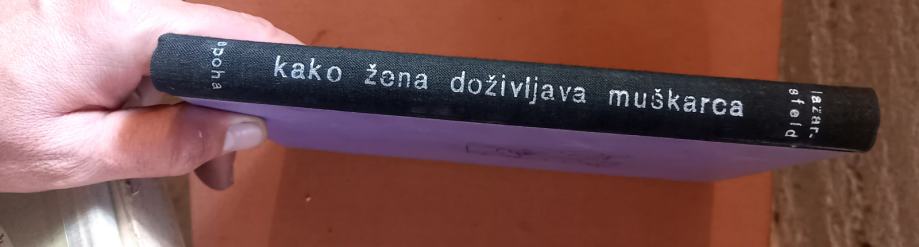 epoha
kako žena doživljava muškarca
lazar-
sfeld